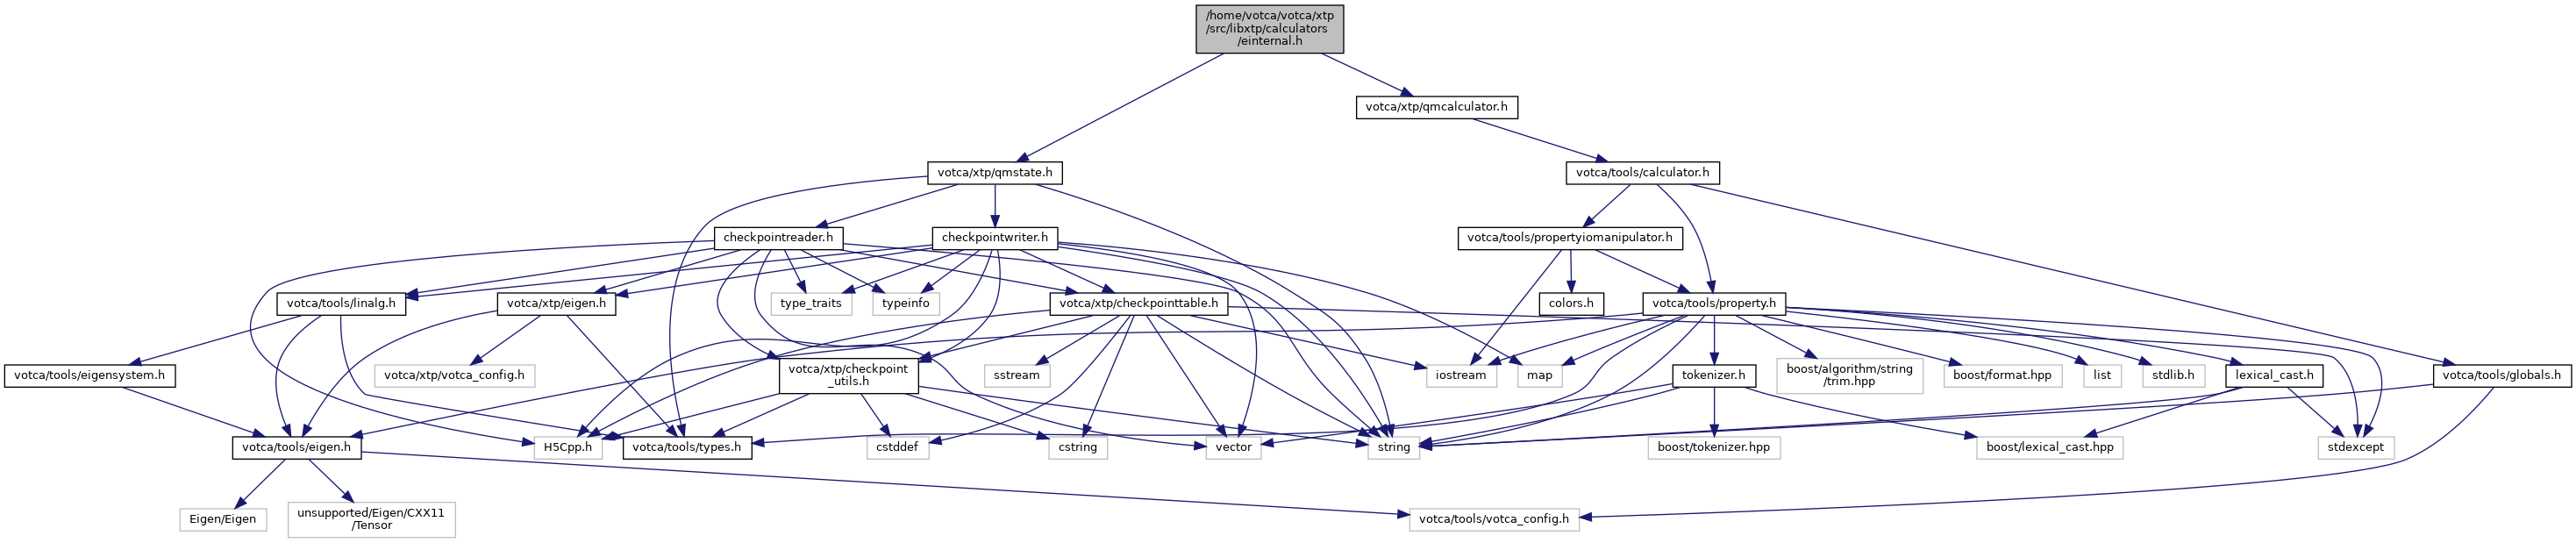 /home/votca/votca/xtp
/src/libxtp/calculators
/einternal.h
votca/xtp/qmcalculator.h
votca/xtp/qmstate.h
votca/tools/calculator.h
checkpointreader.h
checkpointwriter.h
votca/tools/propertyiomanipulator.h
votca/tools/linalg.h
votca/xtp/eigen.h
type_traits
typeinfo
votca/xtp/checkpointtable.h
colors.h
votca/tools/property.h
votca/tools/eigensystem.h
votca/xtp/votca_config.h
votca/xtp/checkpoint
_utils.h
sstream
iostream
map
tokenizer.h
boost/algorithm/string
/trim.hpp
boost/format.hpp
list
stdlib.h
lexical_cast.h
votca/tools/globals.h
votca/tools/eigen.h
H5Cpp.h
votca/tools/types.h
cstddef
cstring
vector
string
boost/tokenizer.hpp
boost/lexical_cast.hpp
stdexcept
Eigen/Eigen
unsupported/Eigen/CXX11
/Tensor
votca/tools/votca_config.h